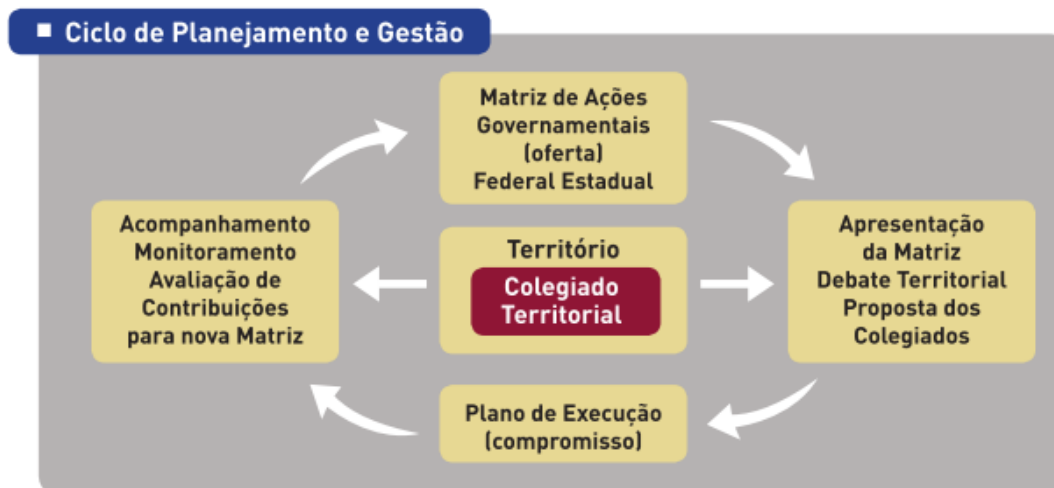 Ciclo de Planejamento e Gestão
Matriz de Ações
Governamentais
(oferta)
Federal Estadual
Acompanhamento
Monitoramento
Avaliação de
Contribuições
para nova Matriz
Território
Colegiado
Territorial
Apresentação
da Matriz
Debate Territorial
Proposta dos
Colegiados
Plano de Execução
(compromisso)